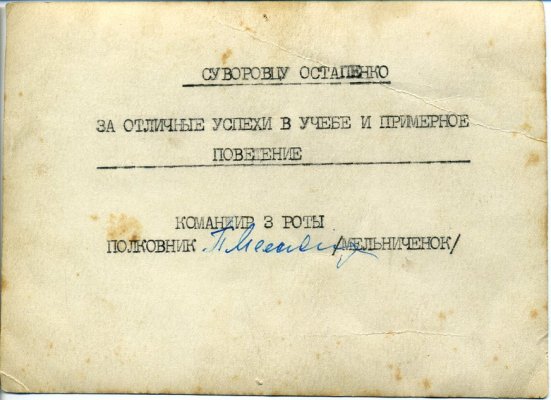 СУВОРОВЦУ ОСТАПЕНКО
ЗА ОТЛИЧНЫЕ УСПЕХИ В УЧЕБЕ И ПРИМЕРНОЕ
ПОВЕДЕНИЕ
КОМАНДИР 3 РОТЫ
ПОЛКОВНИК /МЕЛЬНИЧЕНОК/